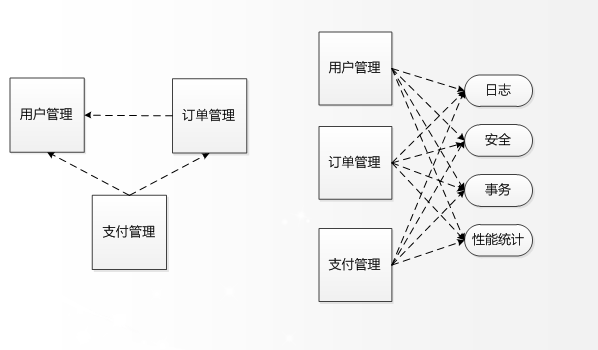 用户管理
订单管理
支付管理
用户管理
订单管理
支付管理
日志
安全
事务
性能统计